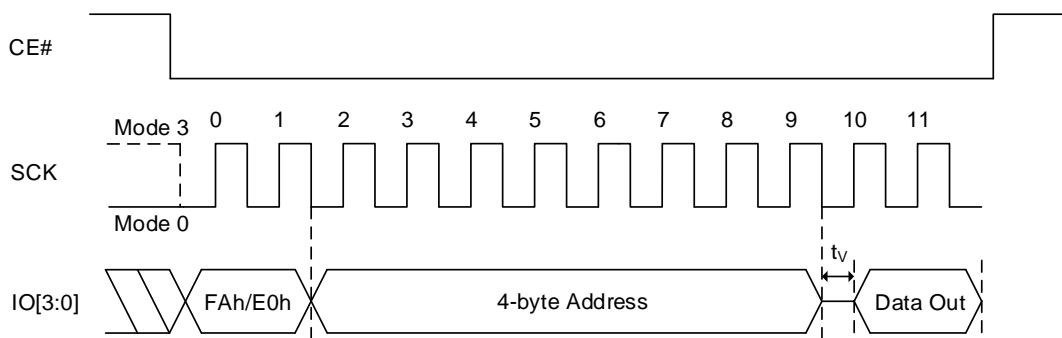 CE#
Mode 3
0 1 2 3 4 5 6 7 8 9 10 11
SCK
Mode 0
tV
IO[3:0]
FAh/E0h
4-byte Address
Data Out